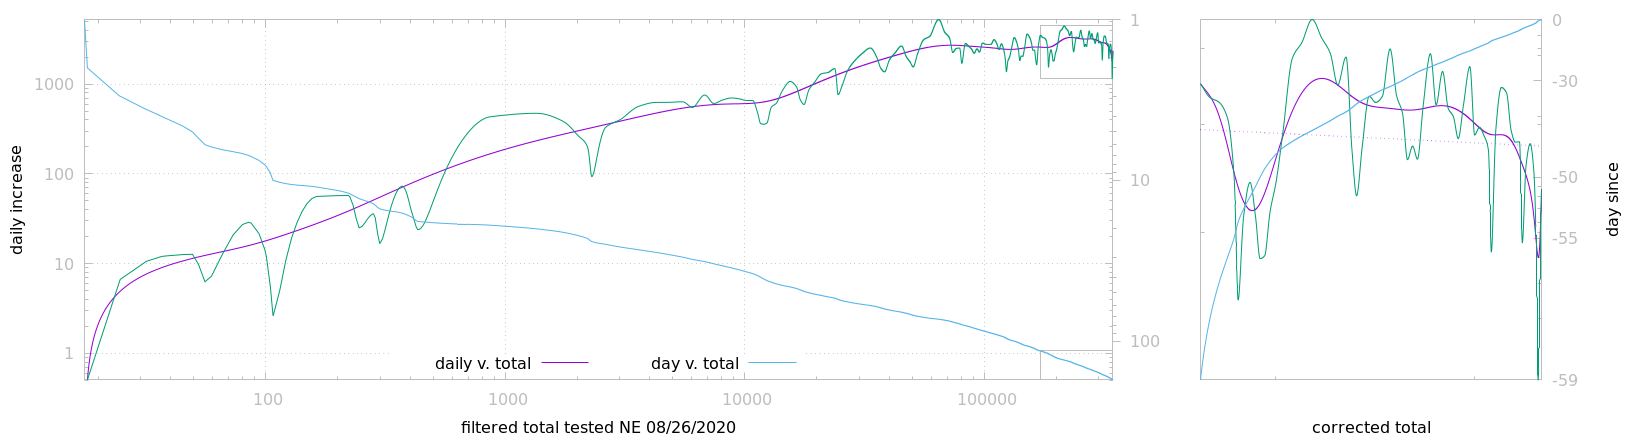 daily increase
1000
100
10
1
daily v. total
day v. total
100
1000
10000
100000
filtered total tested NE 08/26/2020
1
10
100
0
-30
-50
-55
-59
day since
corrected total